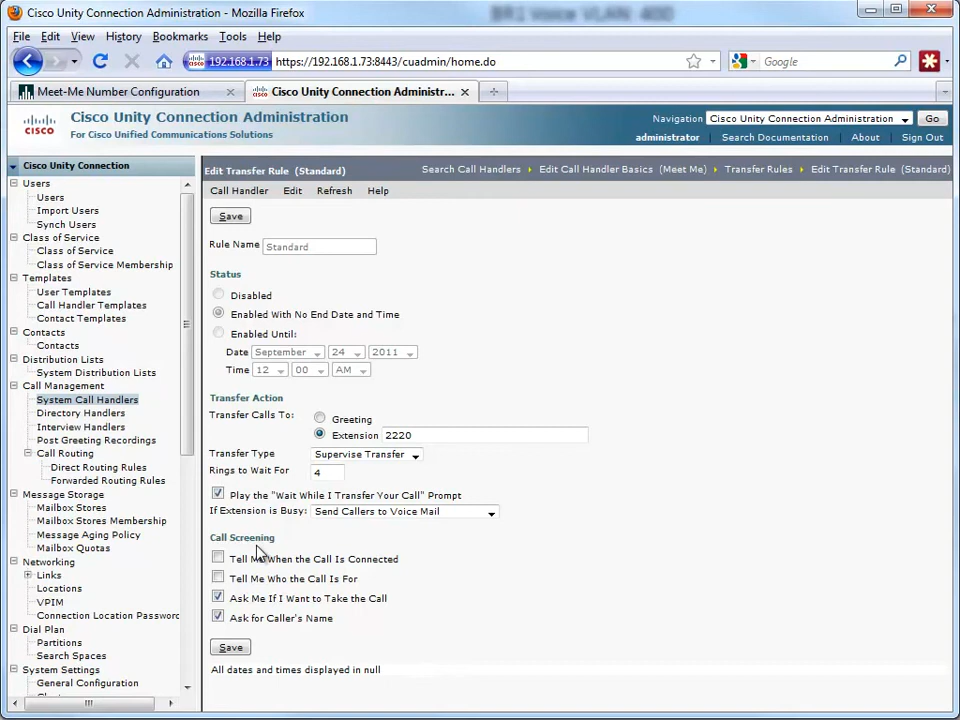 Cisco Unity Connection Administration - Mozilla Firefox
BR1 Voice VLAN: 400
File Edit View History Bookmarks Tools Help
192.168.1.73 https://192.168.1.73:8443/cuadmin/home.do
Google
Meet-Me Number Configuration
Cisco Unity Connection Administr...
CISCO
Cisco Unity Connection Administration
For Cisco Unified Communications Solutions
Navigation Cisco Unity Connection Administration Go
administrator Search Documentation About Sign Out
Cisco Unity Connection
Users
Users
Import Users
Synch Users
Class of Service
Class of Service
Class of Service Membership
Templates
User Templates
Call Handler Templates
Contact Templates
Contacts
Contacts
Distribution Lists
System Distribution Lists
Call Management
System Call Handlers
Directory Handlers
Interview Handlers
Post Greeting Recordings
Call Routing
Direct Routing Rules
Forwarded Routing Rules
Message Storage
Mailbox Stores
Mailbox Stores Membership
Message Aging Policy
Mailbox Quotas
Networking
Links
Locations
VPIM
Connection Location Password
Dial Plan
Partitions
Search Spaces
System Settings
General Configuration
Edit Transfer Rule (Standard)
Search Call Handlers Edit Call Handler Basics (Meet Me) Transfer Rules Edit Transfer Rule (Standard)
Call Handler Edit Refresh Help
Save
Rule Name Standard
Status
Disabled
Enabled With No End Date and Time
Enabled Until:
Date September 24 2011
Time 12 00 AM
Transfer Action
Transfer Calls To: Greeting
Extension 2220
Transfer Type Supervise Transfer
Rings to Wait For 4
Play the "Wait While I Transfer Your Call" Prompt
If Extension is Busy: Send Callers to Voice Mail
Call Screening
Tell Me When the Call Is Connected
Tell Me Who the Call Is For
Ask Me If I Want to Take the Call
Ask for Caller's Name
Save
All dates and times displayed in null